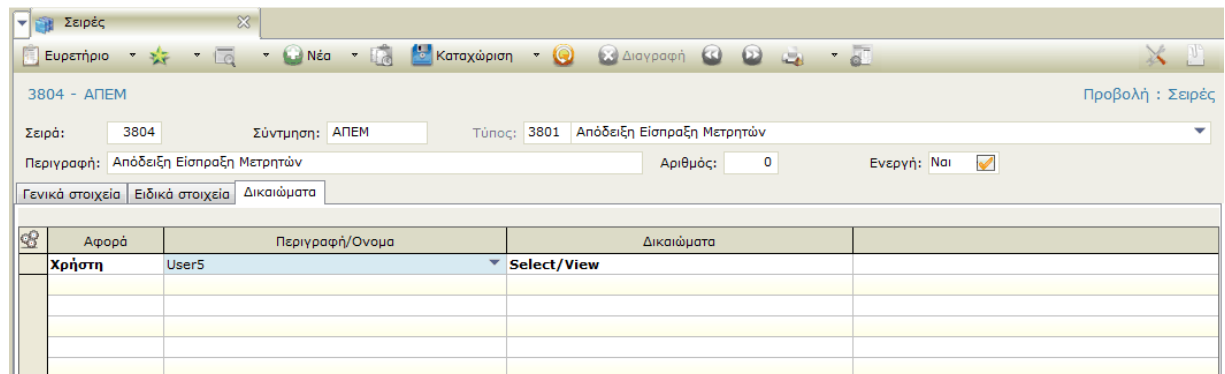 Σειρές
Ευρετήριο Νέα Καταχώριση Διαγραφή
3804 - ΑΠΕΜ Προβολή : Σειρές
Σειρά: 3804 Σύντμηση: ΑΠΕΜ Τύπος: 3801 Απόδειξη Είσπραξη Μετρητών
Περιγραφή: Απόδειξη Είσπραξη Μετρητών Αριθμός: 0 Ενεργή: Ναι
Γενικά στοιχεία Ειδικά στοιχεία Δικαιώματα
Αφορά Περιγραφή/Ονομα Δικαιώματα
Χρήστη User5 Select/View